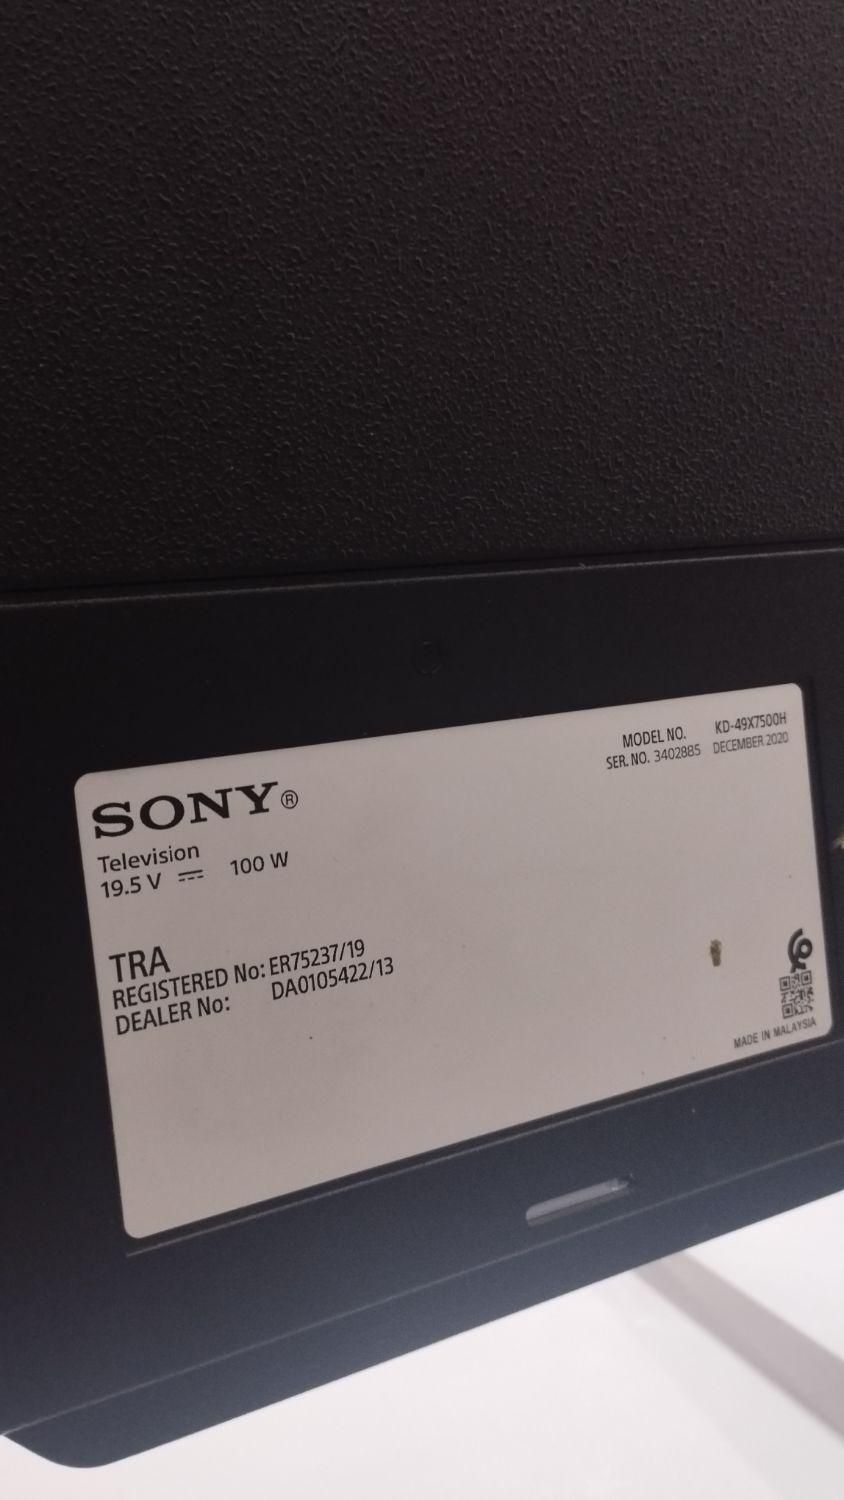 SONY®
Television
19.5 V ⎓ 100 W
MODEL NO. KD-49X7500H
SER. NO. 3402885 DECEMBER 2020
TRA
REGISTERED No: ER75237/19
DEALER No: DA0105422/13
MADE IN MALAYSIA